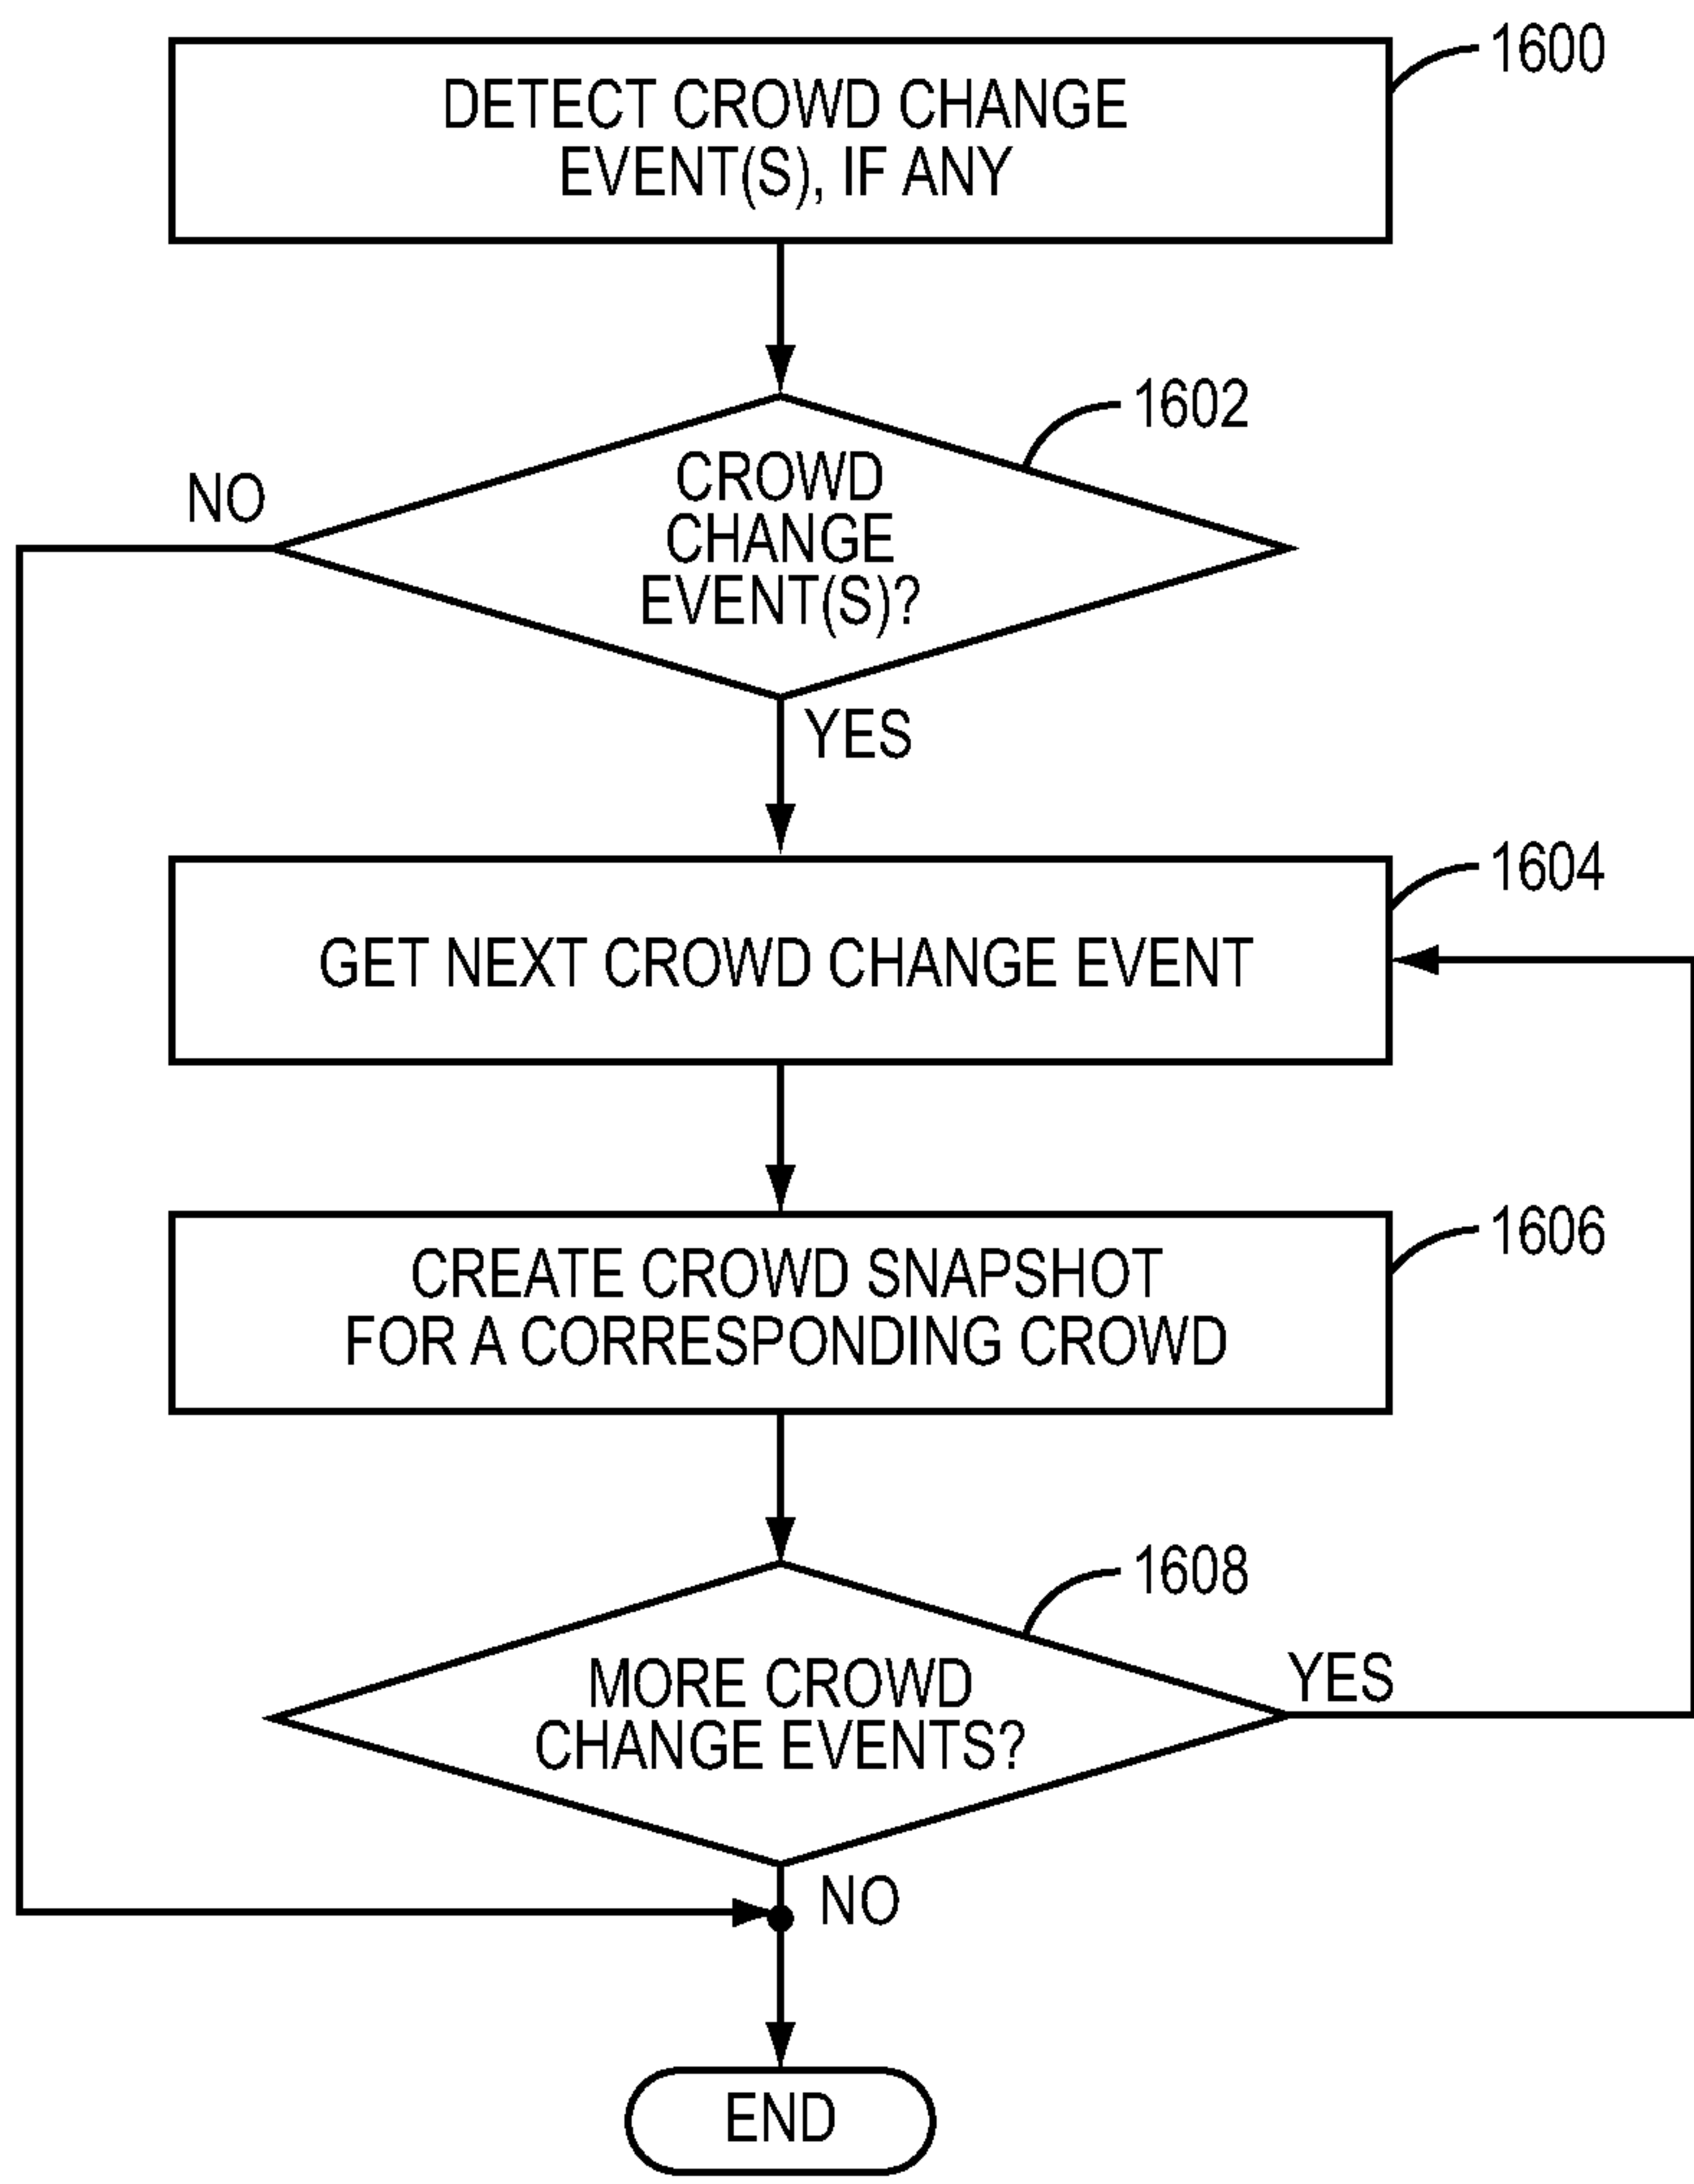 1600
DETECT CROWD CHANGE
EVENT(S), IF ANY
1602
CROWD
CHANGE
EVENT(S)?
NO
YES
1604
GET NEXT CROWD CHANGE EVENT
1606
CREATE CROWD SNAPSHOT
FOR A CORRESPONDING CROWD
1608
MORE CROWD
CHANGE EVENTS?
YES
NO
END